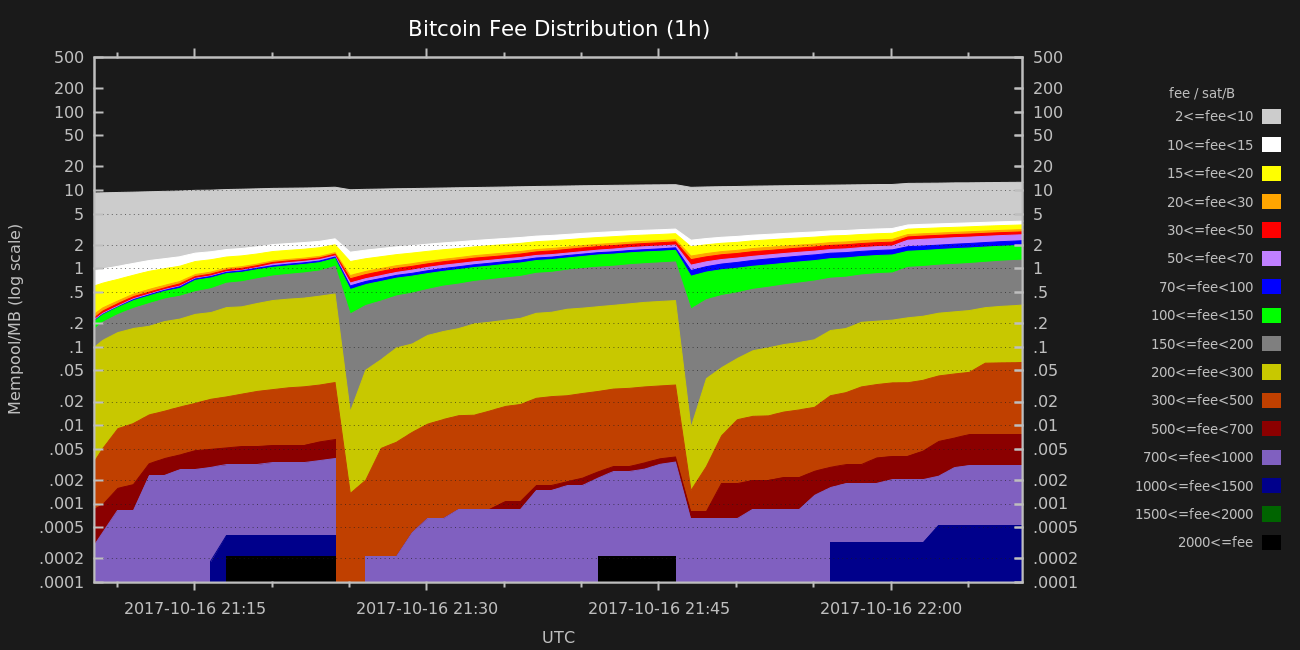 Bitcoin Fee Distribution (1h)
Mempool/MB (log scale)
500
200
100
50
20
10
5
2
1
.5
.2
.1
.05
.02
.01
.005
.002
.001
.0005
.0002
.0001
500
200
100
50
20
10
5
2
1
.5
.2
.1
.05
.02
.01
.005
.002
.001
.0005
.0002
.0001
2017-10-16 21:15
2017-10-16 21:30
2017-10-16 21:45
2017-10-16 22:00
UTC
fee / sat/B
2<=fee<10
10<=fee<15
15<=fee<20
20<=fee<30
30<=fee<50
50<=fee<70
70<=fee<100
100<=fee<150
150<=fee<200
200<=fee<300
300<=fee<500
500<=fee<700
700<=fee<1000
1000<=fee<1500
1500<=fee<2000
2000<=fee